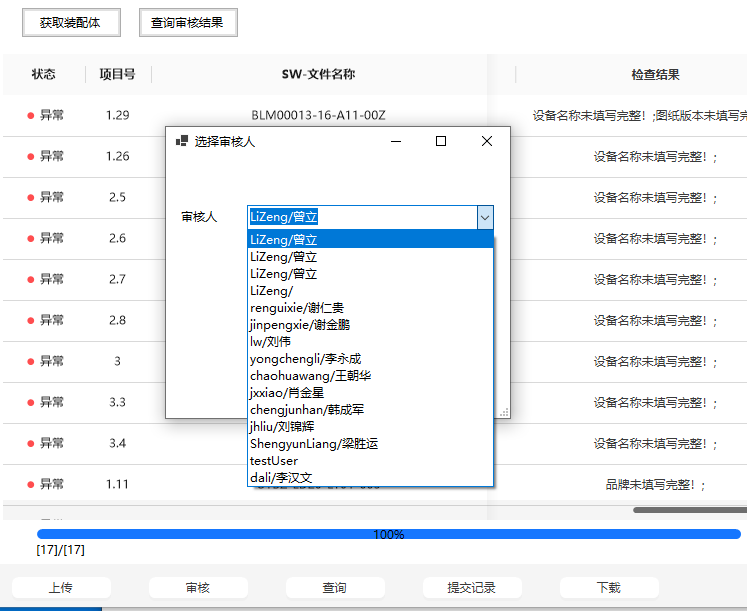 获取装配体 查询审核结果
状态 项目号 SW-文件名称 检查结果
异常 1.29 BLM00013-16-A11-00Z 设备名称未填写完整！;图纸版本未填写完
异常 1.26 设备名称未填写完整！;
异常 2.5 设备名称未填写完整！;
异常 2.6 设备名称未填写完整！;
异常 2.7 设备名称未填写完整！;
异常 2.8 设备名称未填写完整！;
异常 3 设备名称未填写完整！;
异常 3.3 设备名称未填写完整！;
异常 3.4 设备名称未填写完整！;
异常 1.11 品牌未填写完整！;
选择审核人
审核人 LiZeng/曾立
LiZeng/曾立
LiZeng/曾立
LiZeng/曾立
LiZeng/
renguixie/谢仁贵
jinpengxie/谢金鹏
lw/刘伟
yongchengli/李永成
chaohuawang/王朝华
jxxiao/肖金星
chengjunhan/韩成军
jhliu/刘锦辉
ShengyunLiang/梁胜运
testUser
dali/李汉文
100%
[17]/[17]
上传 审核 查询 提交记录 下载